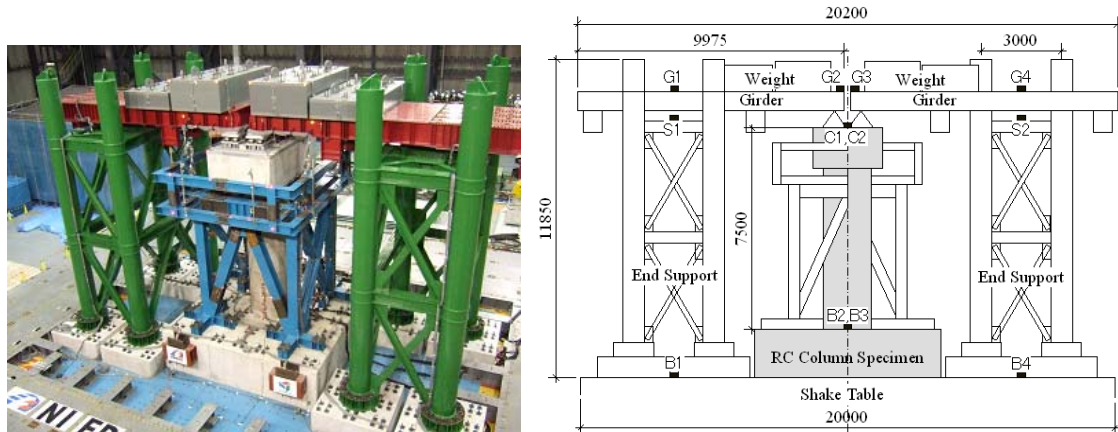 20200
9975
3000
G1
Weight
G2
G3
Weight
G4
Girder
Girder
S1
C1,C2
S2
11850
7500
End Support
End Support
B2,B3
RC Column Specimen
B1
B4
Shake Table
20000